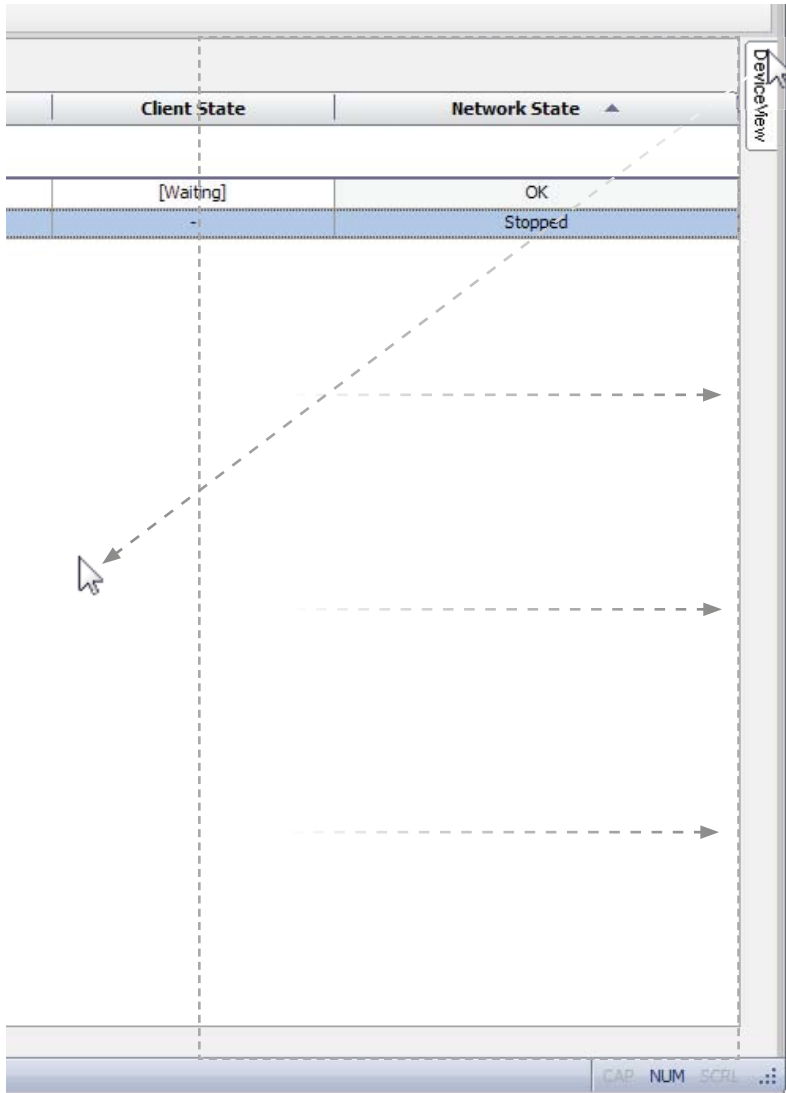 DeviceView
Client State Network State
[Waiting] OK
- Stopped
CAP NUM SCRL